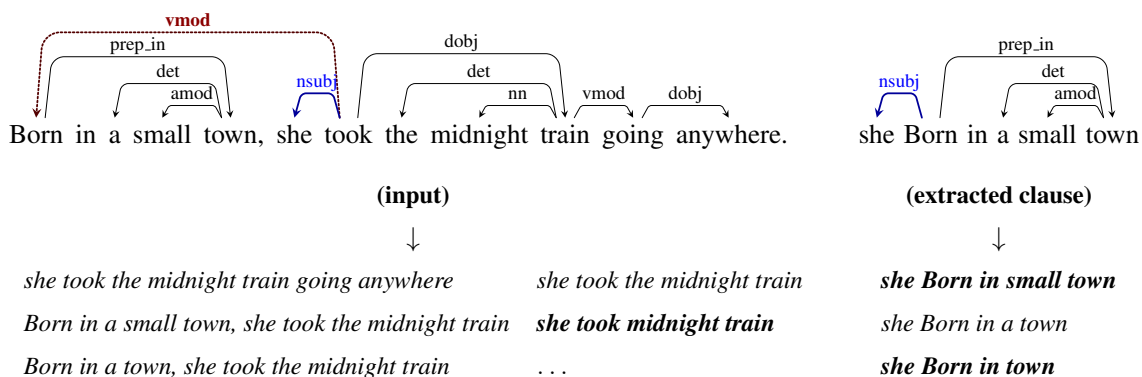 vmod
prep_in dobj prep_in
det det det
amod nsubj nn vmod dobj nsubj amod
Born in a small town, she took the midnight train going anywhere. she Born in a small town
(input) (extracted clause)
↓ ↓
she took the midnight train going anywhere she took the midnight train she Born in small town
Born in a small town, she took the midnight train she took midnight train she Born in a town
Born in a town, she took the midnight train . . . she Born in town